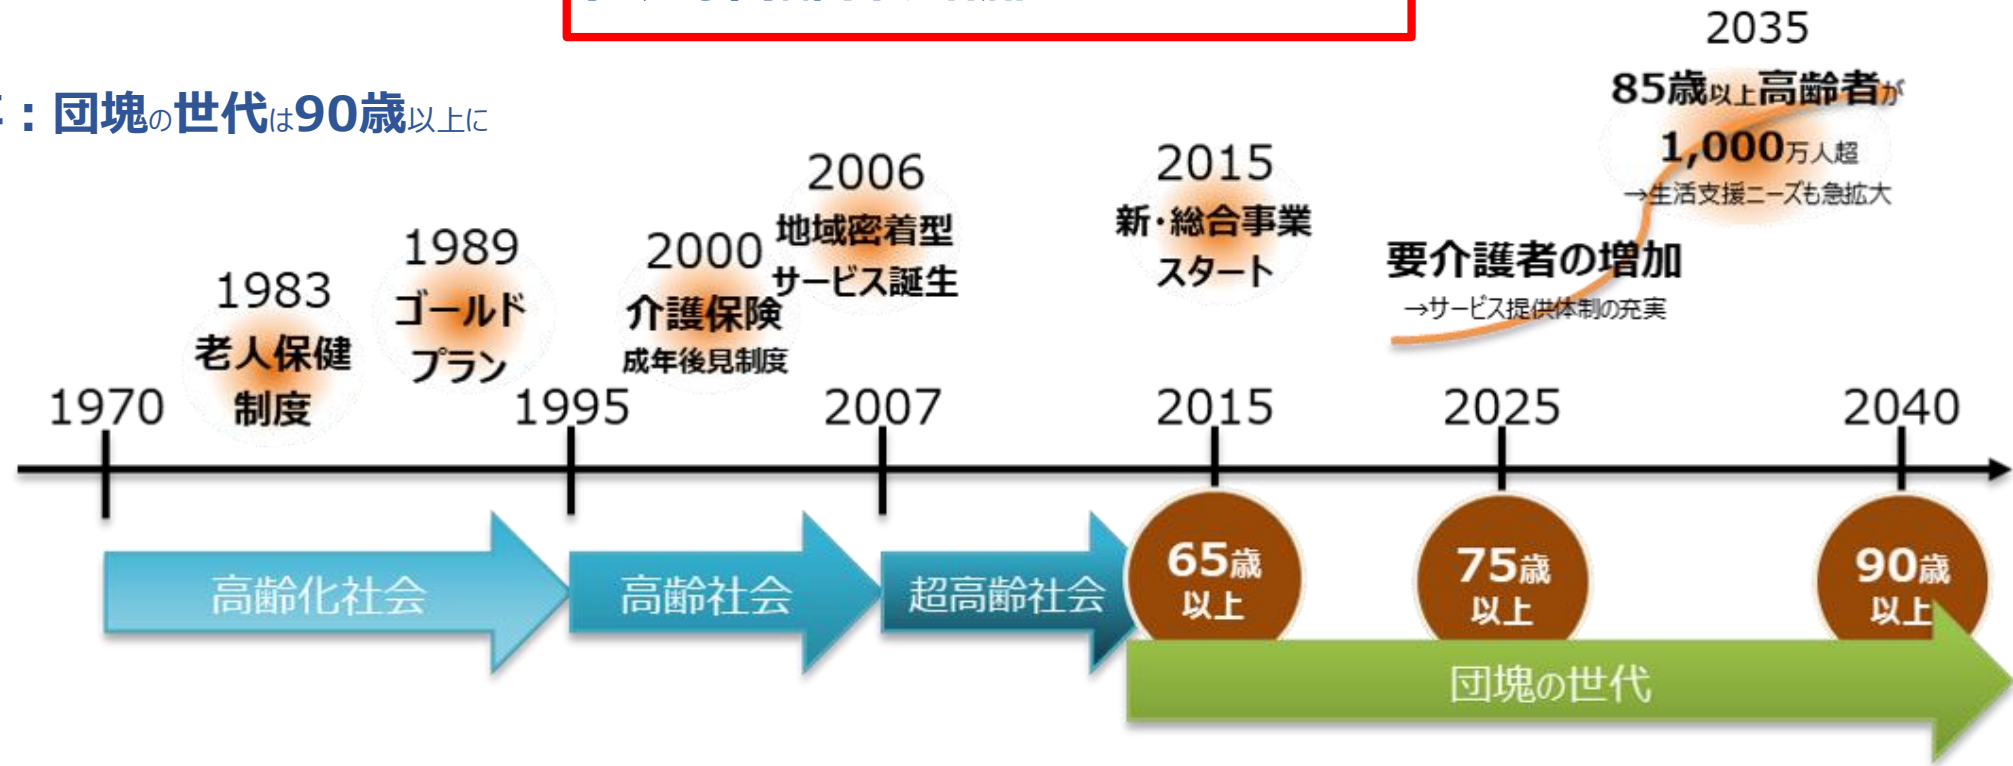 ：団塊の世代は90歳以上に
2035
85歳以上高齢者が
1,000万人超
→生活支援ニーズも急拡大
2006
地域密着型
サービス誕生
2015
新・総合事業
スタート
1989
ゴールド
プラン
2000
介護保険
成年後見制度
要介護者の増加
→サービス提供体制の充実
1983
老人保健
制度
1970
1995
2007
2015
2025
2040
高齢化社会
高齢社会
超高齢社会
65歳
以上
75歳
以上
90歳
以上
団塊の世代